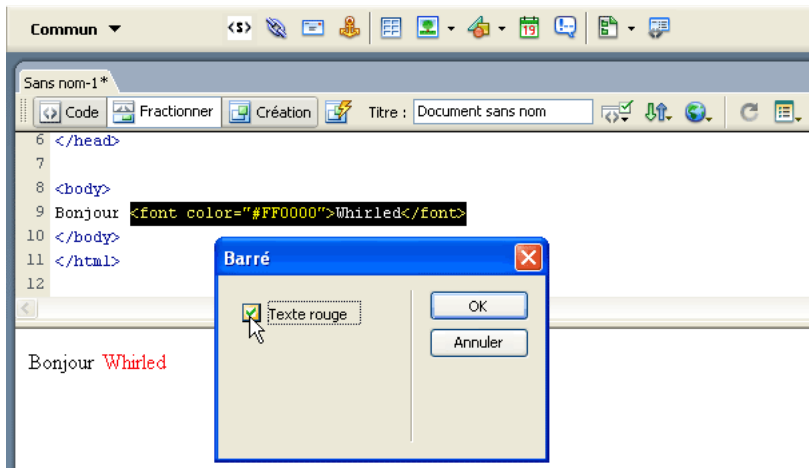 Commun
<S> 19
Sans nom-1*
Code Fractionner Création Titre : Document sans nom
6 </head>
7
8 <body>
9 Bonjour <font color="#FF0000">Whirled</font>
10 </body>
11 </html>
12
Barré
Texte rouge
OK
Annuler
Bonjour Whirled